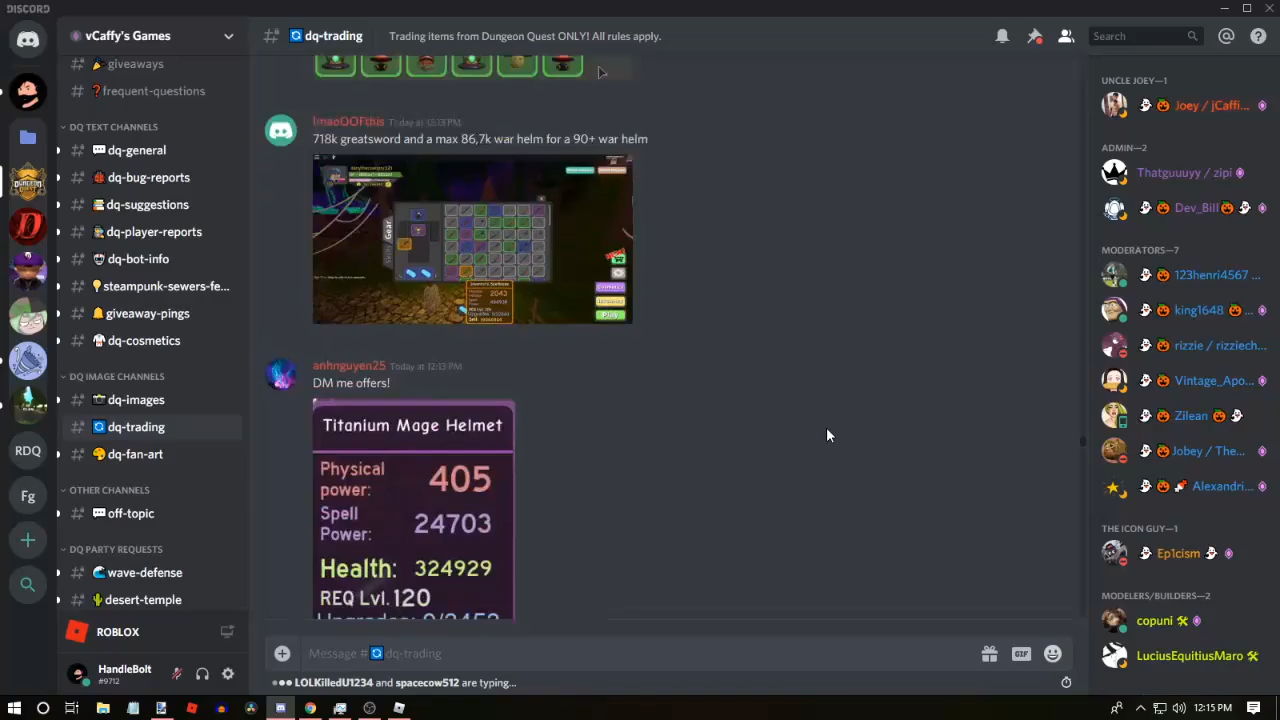 DISCORD
vCaffy's Games
dq-trading
Trading items from Dungeon Quest ONLY! All rules apply.
Search
giveaways
frequent-questions
DQ TEXT CHANNELS
dq-general
dq-bug-reports
dq-suggestions
dq-player-reports
dq-bot-info
steampunk-sewers-fe...
giveaway-pings
dq-cosmetics
DQ IMAGE CHANNELS
dq-images
dq-trading
dq-fan-art
OTHER CHANNELS
off-topic
DQ PARTY REQUESTS
wave-defense
desert-temple
RDQ
Fg
ROBLOX
HandleBolt
#9712
lmaoOOFthis Today at 12:13 PM
718k greatsword and a max 86,7k war helm for a 90+ war helm
Gear
Play
anhnguyen25 Today at 12:13 PM
DM me offers!
Titanium Mage Helmet
Physical power: 405
Spell Power: 24703
Health: 324929
REQ Lvl. 120
Message # dq-trading
GIF
LOLKilledU1234 and spacecow512 are typing...
UNCLE JOEY—1
Joey / jCaffi...
ADMIN—2
Thatguuuyy / zipi
Dev_Bill
MODERATORS—7
123henri4567 ...
king1648 ...
rizzie / rizziech...
Vintage_Apo...
Zilean
Jobey / The...
Alexandri...
THE ICON GUY—1
Ep1cism
MODELERS/BUILDERS—2
copuni
LuciusEquitiusMaro
12:15 PM